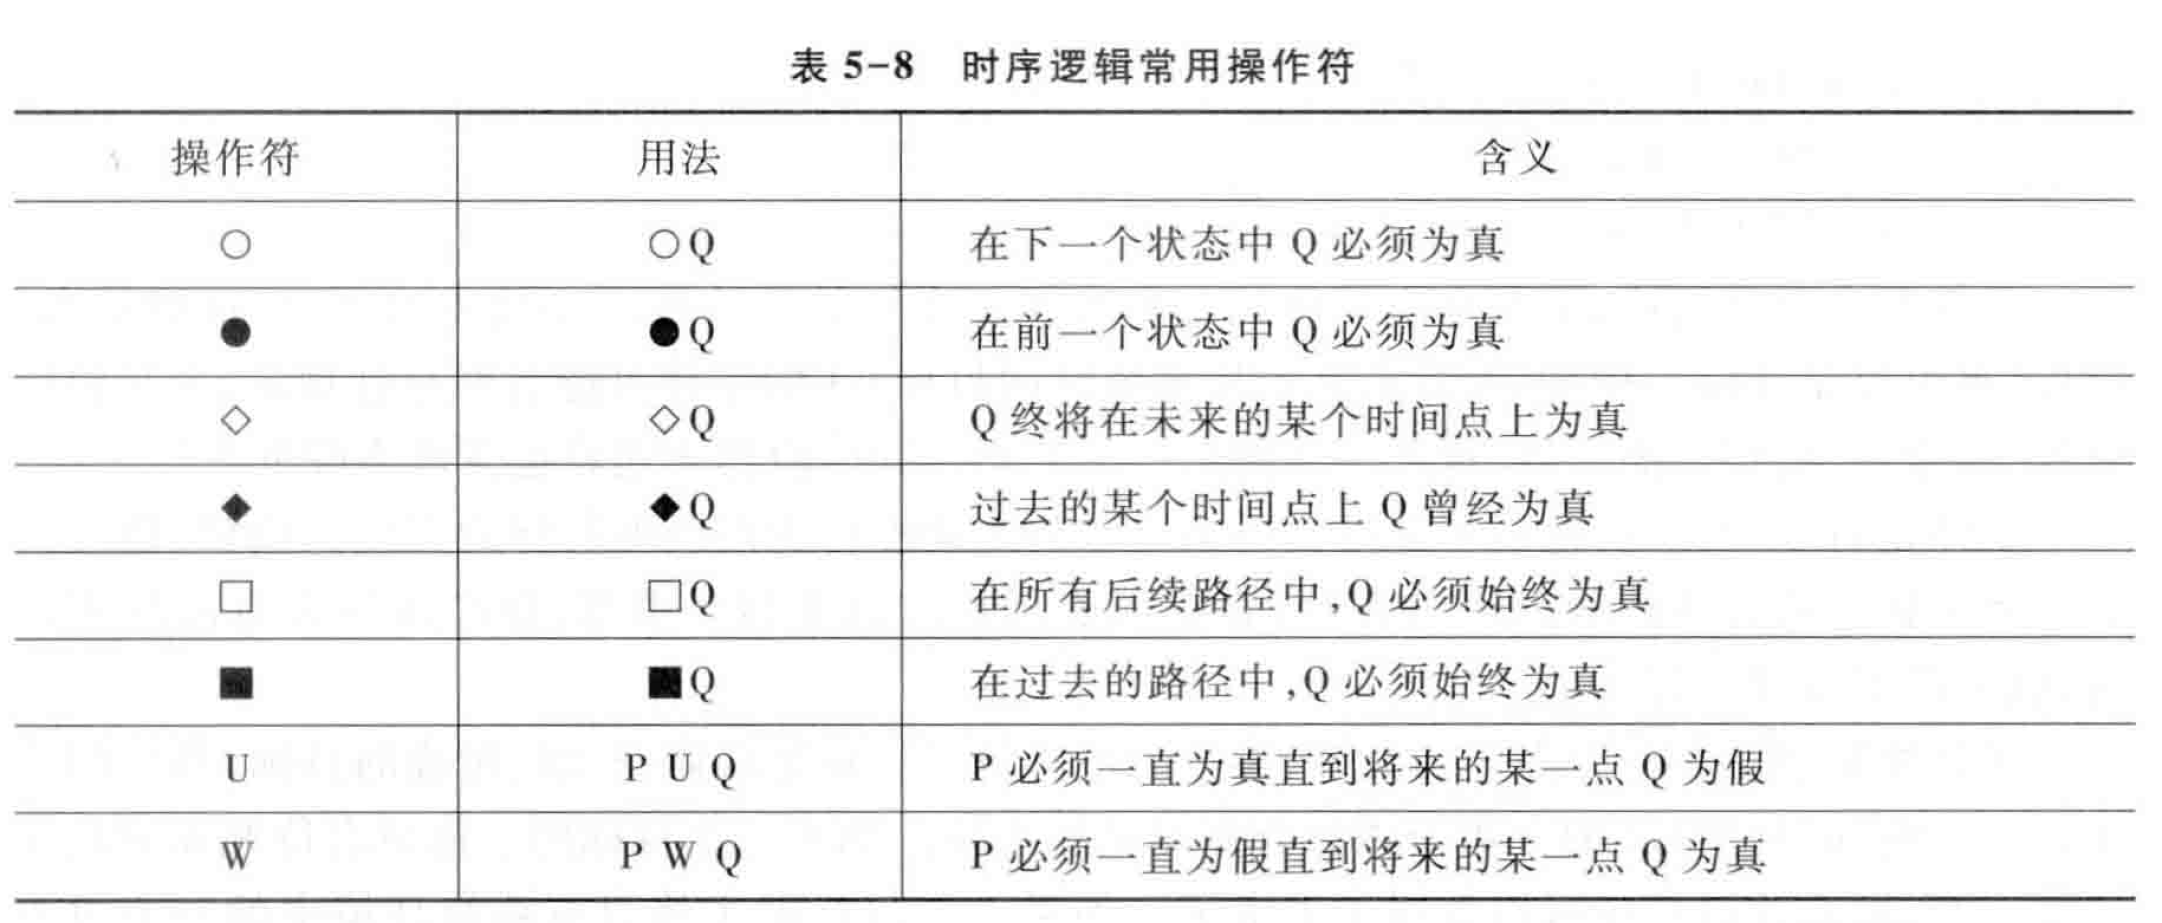 表 5-8 时序逻辑常用操作符
操作符 用法 含义
○ ○Q 在下一个状态中 Q 必须为真
● ●Q 在前一个状态中 Q 必须为真
◇ ◇Q Q 终将在未来的某个时间点上为真
◆ ◆Q 过去的某个时间点上 Q 曾经为真
□ □Q 在所有后续路径中,Q 必须始终为真
■ ■Q 在过去的路径中,Q 必须始终为真
U P U Q P 必须一直为真直到将来的某一点 Q 为假
W P W Q P 必须一直为假直到将来的某一点 Q 为真